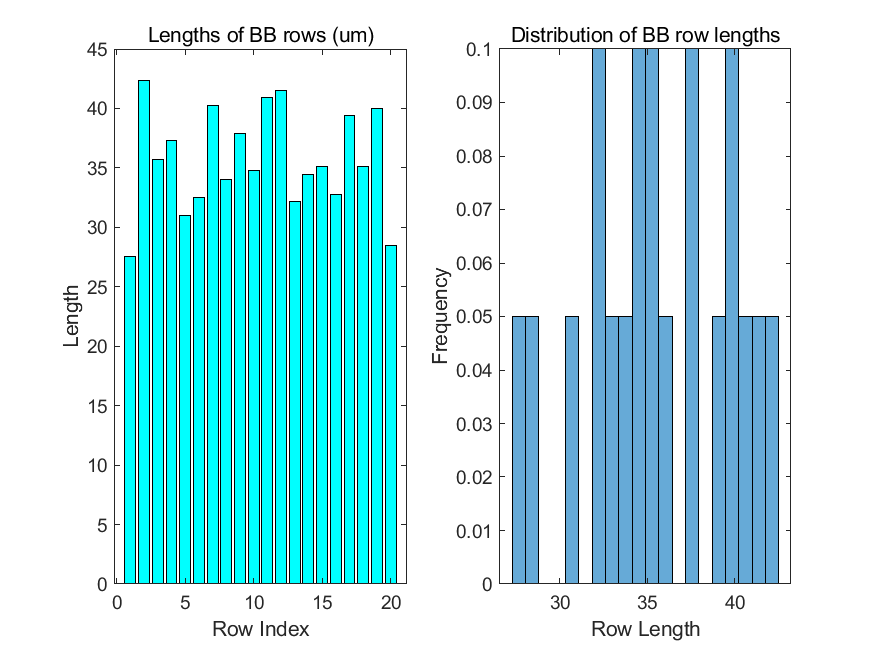 Lengths of BB rows (um)
45
40
35
30
25
20
15
10
5
0
Length
0 5 10 15 20
Row Index
Distribution of BB row lengths
0.1
0.09
0.08
0.07
0.06
0.05
0.04
0.03
0.02
0.01
0
Frequency
30 35 40
Row Length